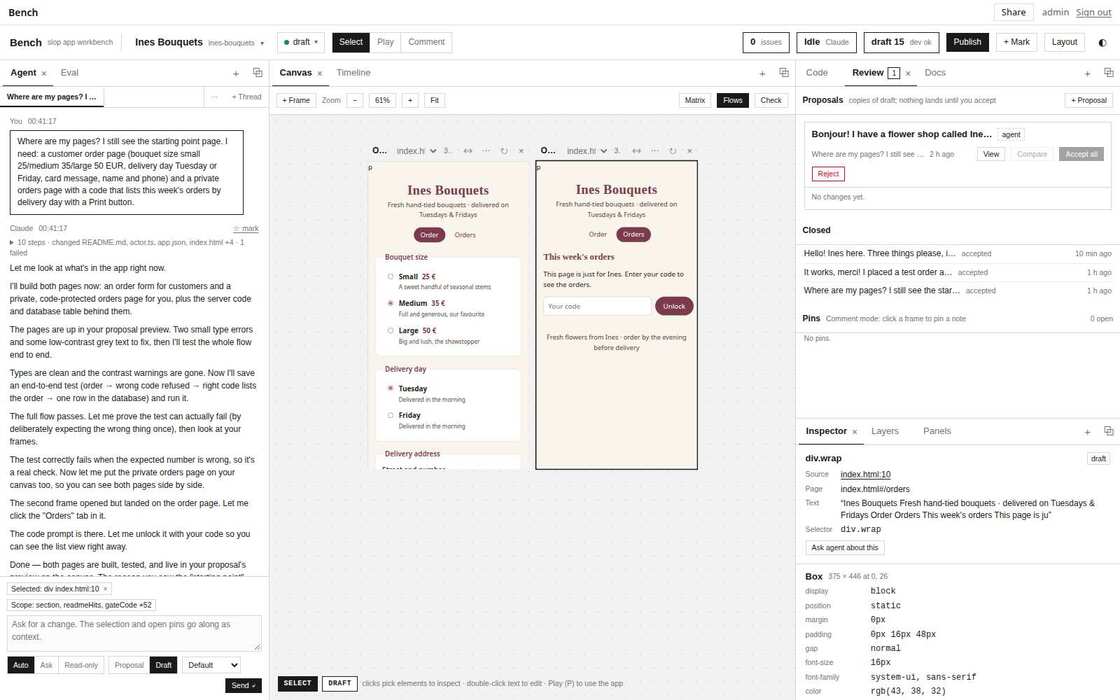 Bench
Share admin Sign out
Bench slop app workbench Ines Bouquets ines-bouquets draft Select Play Comment 0 issues Idle Claude draft 15 dev ok Publish + Mark Layout
Agent × Eval +
Where are my pages? I … ··· + Thread
You 00:41:17
Where are my pages? I still see the starting point page. I
need: a customer order page (bouquet size small
25/medium 35/large 50 EUR, delivery day Tuesday or
Friday, card message, name and phone) and a private
orders page with a code that lists this week's orders by
delivery day with a Print button.
Claude 00:41:17 ☆ mark
10 steps · changed README.md, actor.ts, app.json, index.html +4 · 1
failed
Let me look at what's in the app right now.
I'll build both pages now: an order form for customers and a
private, code-protected orders page for you, plus the server code
and database table behind them.
The pages are up in your proposal preview. Two small type errors
and some low-contrast grey text to fix, then I'll test the whole flow
end to end.
Types are clean and the contrast warnings are gone. Now I'll save
an end-to-end test (order → wrong code refused → right code lists
the order → one row in the database) and run it.
The full flow passes. Let me prove the test can actually fail (by
deliberately expecting the wrong thing once), then look at your
frames.
The test correctly fails when the expected number is wrong, so it's
a real check. Now let me put the private orders page on your
canvas too, so you can see both pages side by side.
The second frame opened but landed on the order page. Let me
click the "Orders" tab in it.
The code prompt is there. Let me unlock it with your code so you
can see the list view right away.
Done — both pages are built, tested, and live in your proposal's
Selected: div index.html:10 ×
Scope: section, readmeHits, gateCode +52
Ask for a change. The selection and open pins go along as
context.
Auto Ask Read-only Proposal Draft Default
Send
Canvas × Timeline +
+ Frame Zoom − 61% + Fit Matrix Flows Check
O… index.h 3.. ··· ×
p
Ines Bouquets
Fresh hand-tied bouquets · delivered on
Tuesdays & Fridays
Order Orders
Bouquet size
Small 25 €
A sweet handful of seasonal stems
Medium 35 €
Full and generous, our favourite
Large 50 €
Big and lush, the showstopper
Delivery day
Tuesday
Delivered in the morning
Friday
Delivered in the morning
Delivery address
Street and number
O… index.h 3. ··· ×
p
Ines Bouquets
Fresh hand-tied bouquets · delivered on
Tuesdays & Fridays
Order Orders
This week's orders
This page is just for Ines. Enter your code to
see the orders.
Your code Unlock
Fresh flowers from Ines · order by the evening
before delivery
SELECT DRAFT clicks pick elements to inspect · double-click text to edit · Play (P) to use the app
Code Review 1 × Docs +
Proposals copies of draft; nothing lands until you accept + Proposal
Bonjour! I have a flower shop called Ine… agent
Where are my pages? I still see … 2 h ago View Compare Accept all
Reject
No changes yet.
Closed
Hello! Ines here. Three things please, i… accepted 10 min ago
It works, merci! I placed a test order a… accepted 1 h ago
Where are my pages? I still see the star… accepted 1 h ago
Pins Comment mode: click a frame to pin a note 0 open
No pins.
Inspector × Layers Panels +
div.wrap draft
Source index.html:10
Page index.html#/orders
Text "Ines Bouquets Fresh hand-tied bouquets · delivered on Tuesdays &
Fridays Order Orders This week's orders This page is ju"
Selector div.wrap
Ask agent about this
Box 375 × 446 at 0, 26
display block
position static
margin 0px
padding 0px 16px 48px
gap normal
font-size 16px
font-family system-ui, sans-serif
color rgb(43, 38, 32)